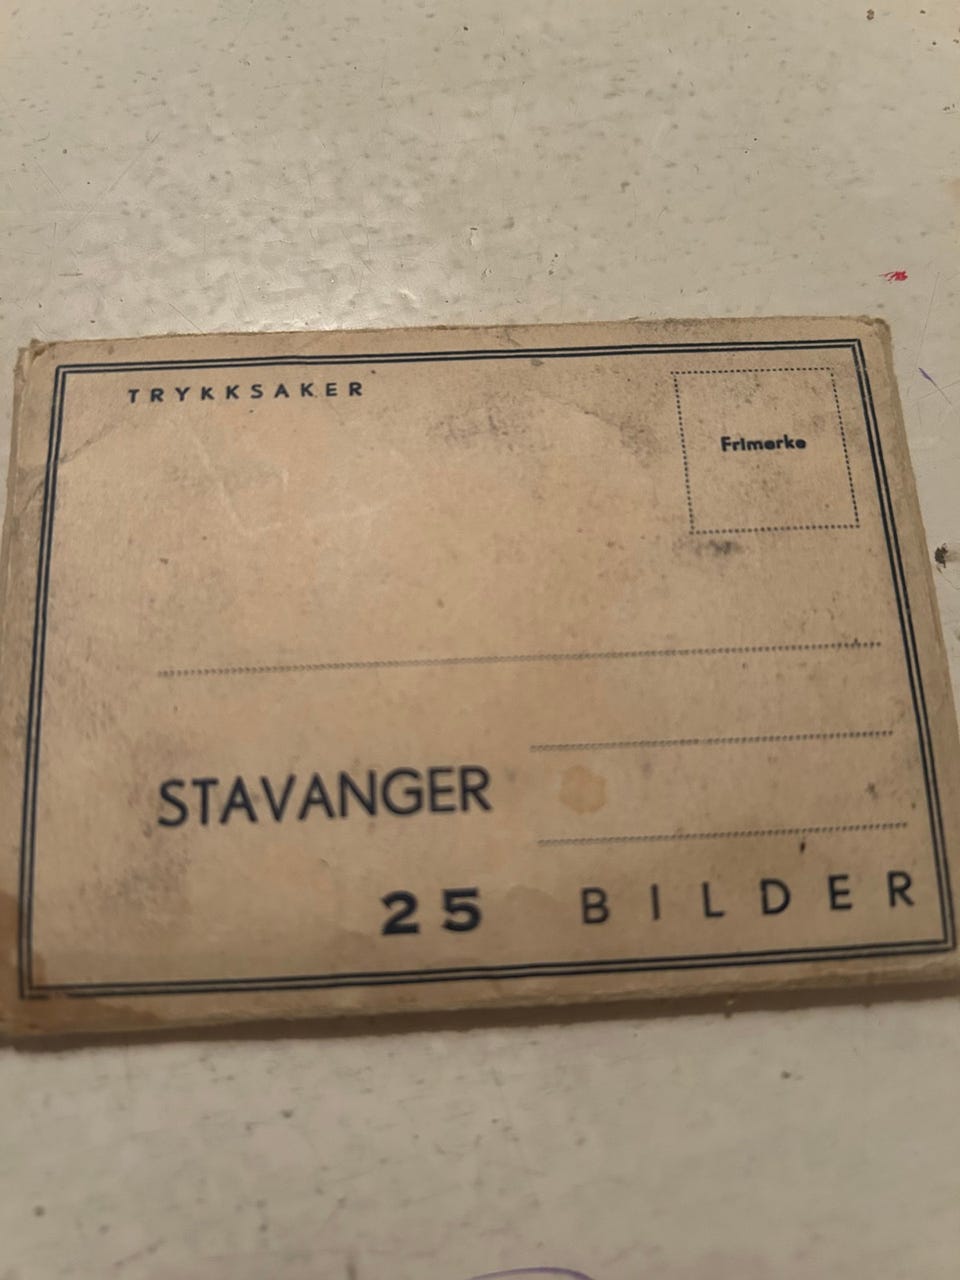 TRYKKSAKER
Frimerke
STAVANGER
25 BILDER